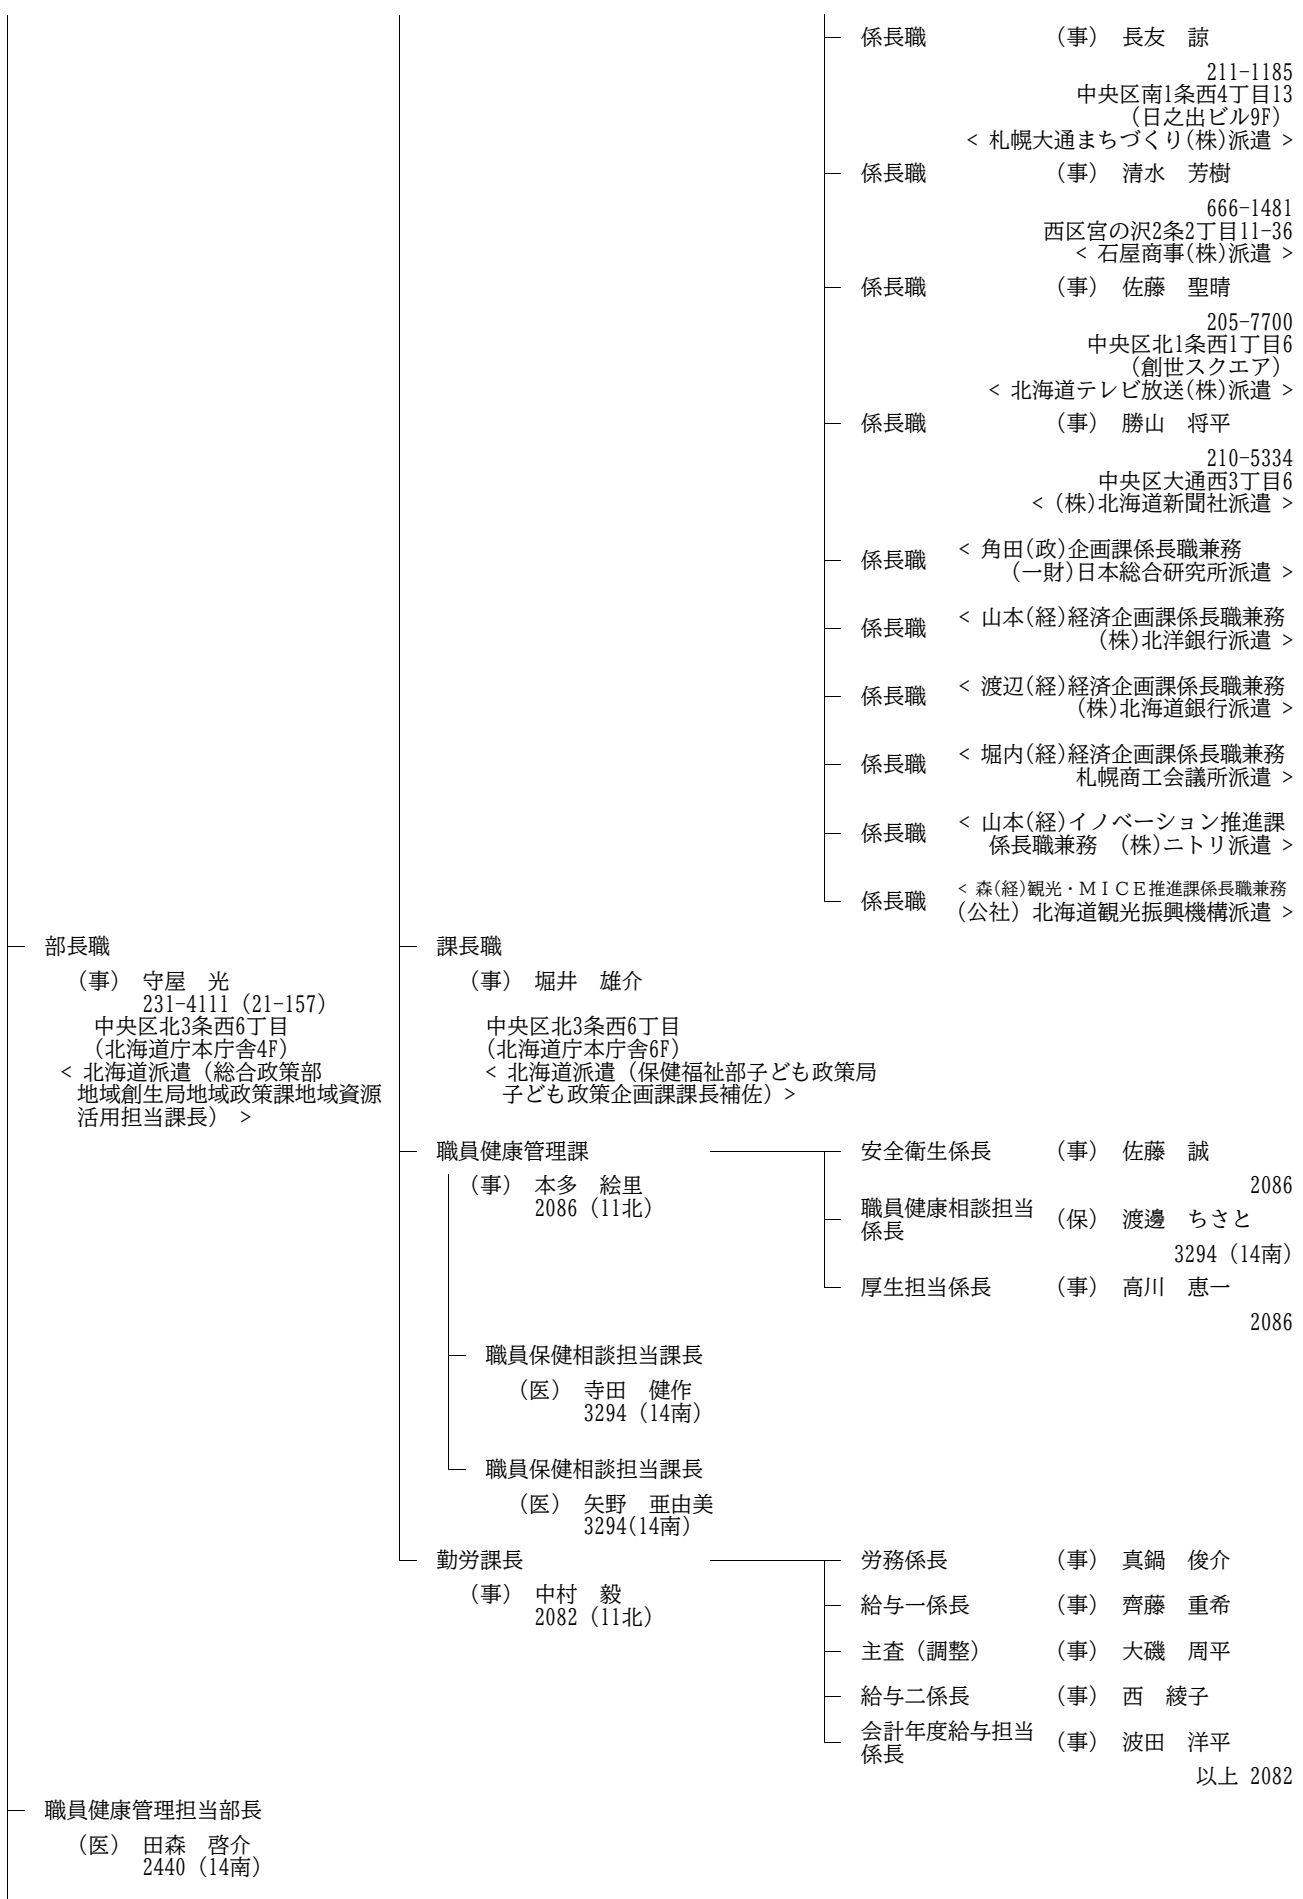 係長職 （事） 長友　諒
211-1185
中央区南1条西4丁目13
（日之出ビル9F）
< 札幌大通まちづくり(株)派遣 >
係長職 （事） 清水　芳樹
666-1481
西区宮の沢2条2丁目11-36
< 石屋商事(株)派遣 >
係長職 （事） 佐藤　聖晴
205-7700
中央区北1条西1丁目6
（創世スクエア）
< 北海道テレビ放送(株)派遣 >
係長職 （事） 勝山　将平
210-5334
中央区大通西3丁目6
< (株)北海道新聞社派遣 >
係長職 < 角田(政)企画課係長職兼務
(一財)日本総合研究所派遣 >
係長職 < 山本(経)経済企画課係長職兼務
(株)北洋銀行派遣 >
係長職 < 渡辺(経)経済企画課係長職兼務
(株)北海道銀行派遣 >
係長職 < 堀内(経)経済企画課係長職兼務
札幌商工会議所派遣 >
係長職 < 山本(経)イノベーション推進課
係長職兼務　(株)ニトリ派遣 >
係長職 < 森(経)観光・ＭＩＣＥ推進課係長職兼務
（公社）北海道観光振興機構派遣 >
部長職
（事） 守屋　光
231-4111（21-157）
中央区北3条西6丁目
（北海道庁本庁舎4F）
< 北海道派遣（総合政策部
地域創生局地域政策課地域資源
活用担当課長） >
課長職
（事） 堀井　雄介
中央区北3条西6丁目
（北海道庁本庁舎6F）
< 北海道派遣（保健福祉部子ども政策局
子ども政策企画課課長補佐）>
職員健康管理課
（事） 本多　絵里
2086（11北）
安全衛生係長 （事） 佐藤　誠
2086
職員健康相談担当
係長 （保） 渡邊　ちさと
3294（14南）
厚生担当係長 （事） 高川　恵一
2086
職員保健相談担当課長
（医） 寺田　健作
3294（14南）
職員保健相談担当課長
（医） 矢野　亜由美
3294(14南）
勤労課長
（事） 中村　毅
2082（11北）
労務係長 （事） 真鍋　俊介
給与一係長 （事） 齊藤　重希
主査（調整） （事） 大磯　周平
給与二係長 （事） 西　綾子
会計年度給与担当
係長 （事） 波田　洋平
以上 2082
職員健康管理担当部長
（医） 田森　啓介
2440（14南）